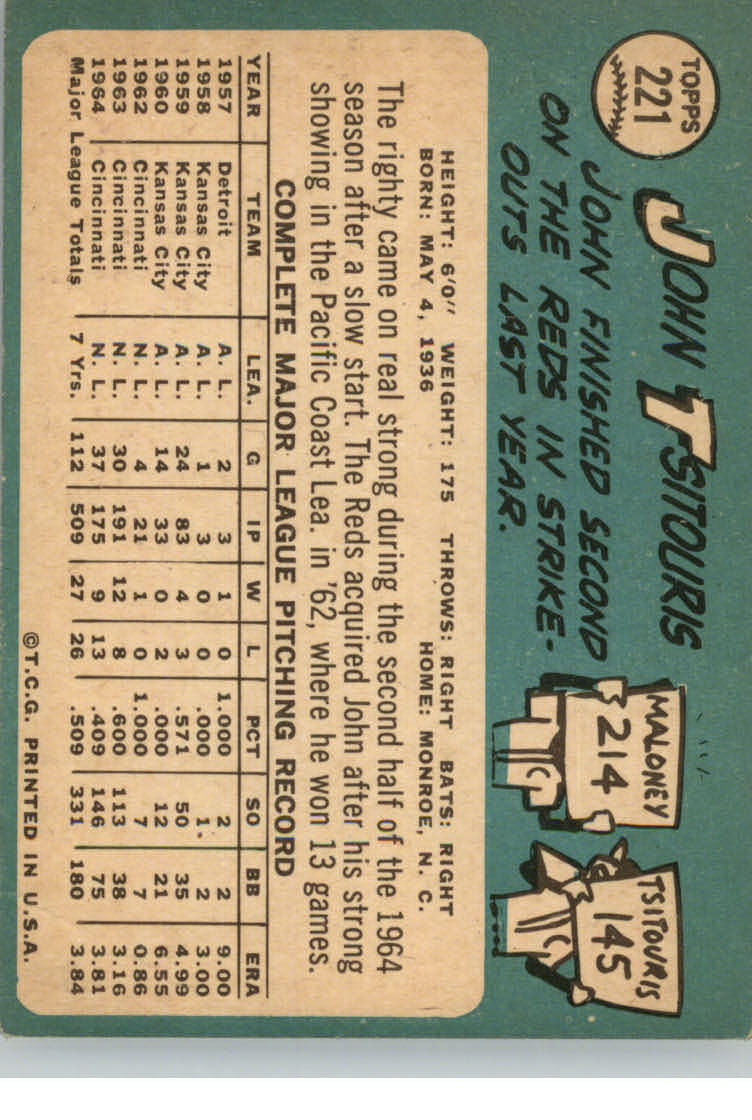 TOPPS
221
JOHN TSITOURIS
JOHN FINISHED SECOND
ON THE REDS IN STRIKE-
OUTS LAST YEAR.
MALONEY
214
TSITOURIS
145
HEIGHT: 6'0" WEIGHT: 175 THROWS: RIGHT BATS: RIGHT
BORN: MAY 4, 1936 HOME: MONROE, N. C.
The righty came on real strong during the second half of the 1964
season after a slow start. The Reds acquired John after his strong
showing in the Pacific Coast Lea. in '62, where he won 13 games.
COMPLETE MAJOR LEAGUE PITCHING RECORD
YEAR TEAM LEA. G IP W L PCT SO BB ERA
1957 Detroit A. L. 2 3 1 0 1.000 2 2 9.00
1958 Kansas City A. L. 1 3 0 0 .000 1 2 3.00
1959 Kansas City A. L. 24 83 4 3 .571 50 35 4.99
1960 Kansas City A. L. 14 33 0 2 .000 12 21 6.55
1962 Cincinnati N. L. 4 21 1 0 1.000 7 7 0.86
1963 Cincinnati N. L. 30 191 12 8 .600 113 38 3.16
1964 Cincinnati N. L. 37 175 9 13 .409 146 75 3.81
Major League Totals 7 Yrs. 112 509 27 26 .509 331 180 3.84
©T.C.G. PRINTED IN U.S.A.